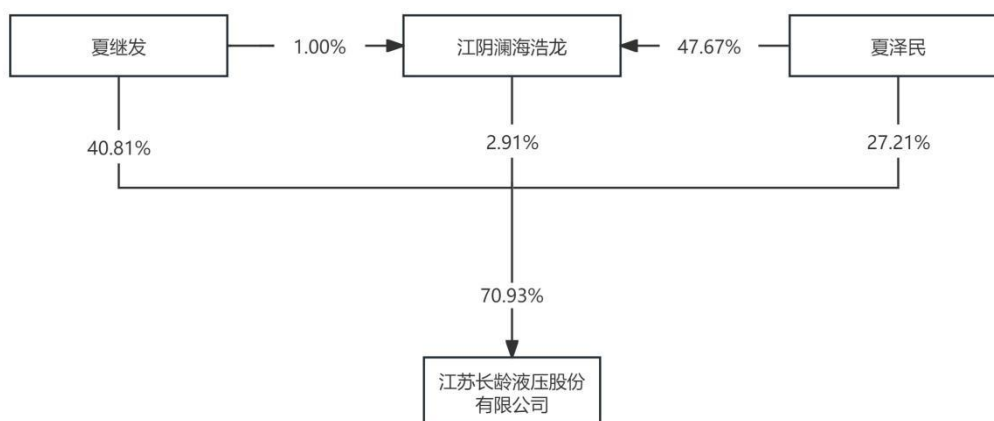 夏继发
1.00%
江阴澜海浩龙
47.67%
夏泽民
40.81%
2.91%
27.21%
70.93%
江苏长龄液压股份
有限公司